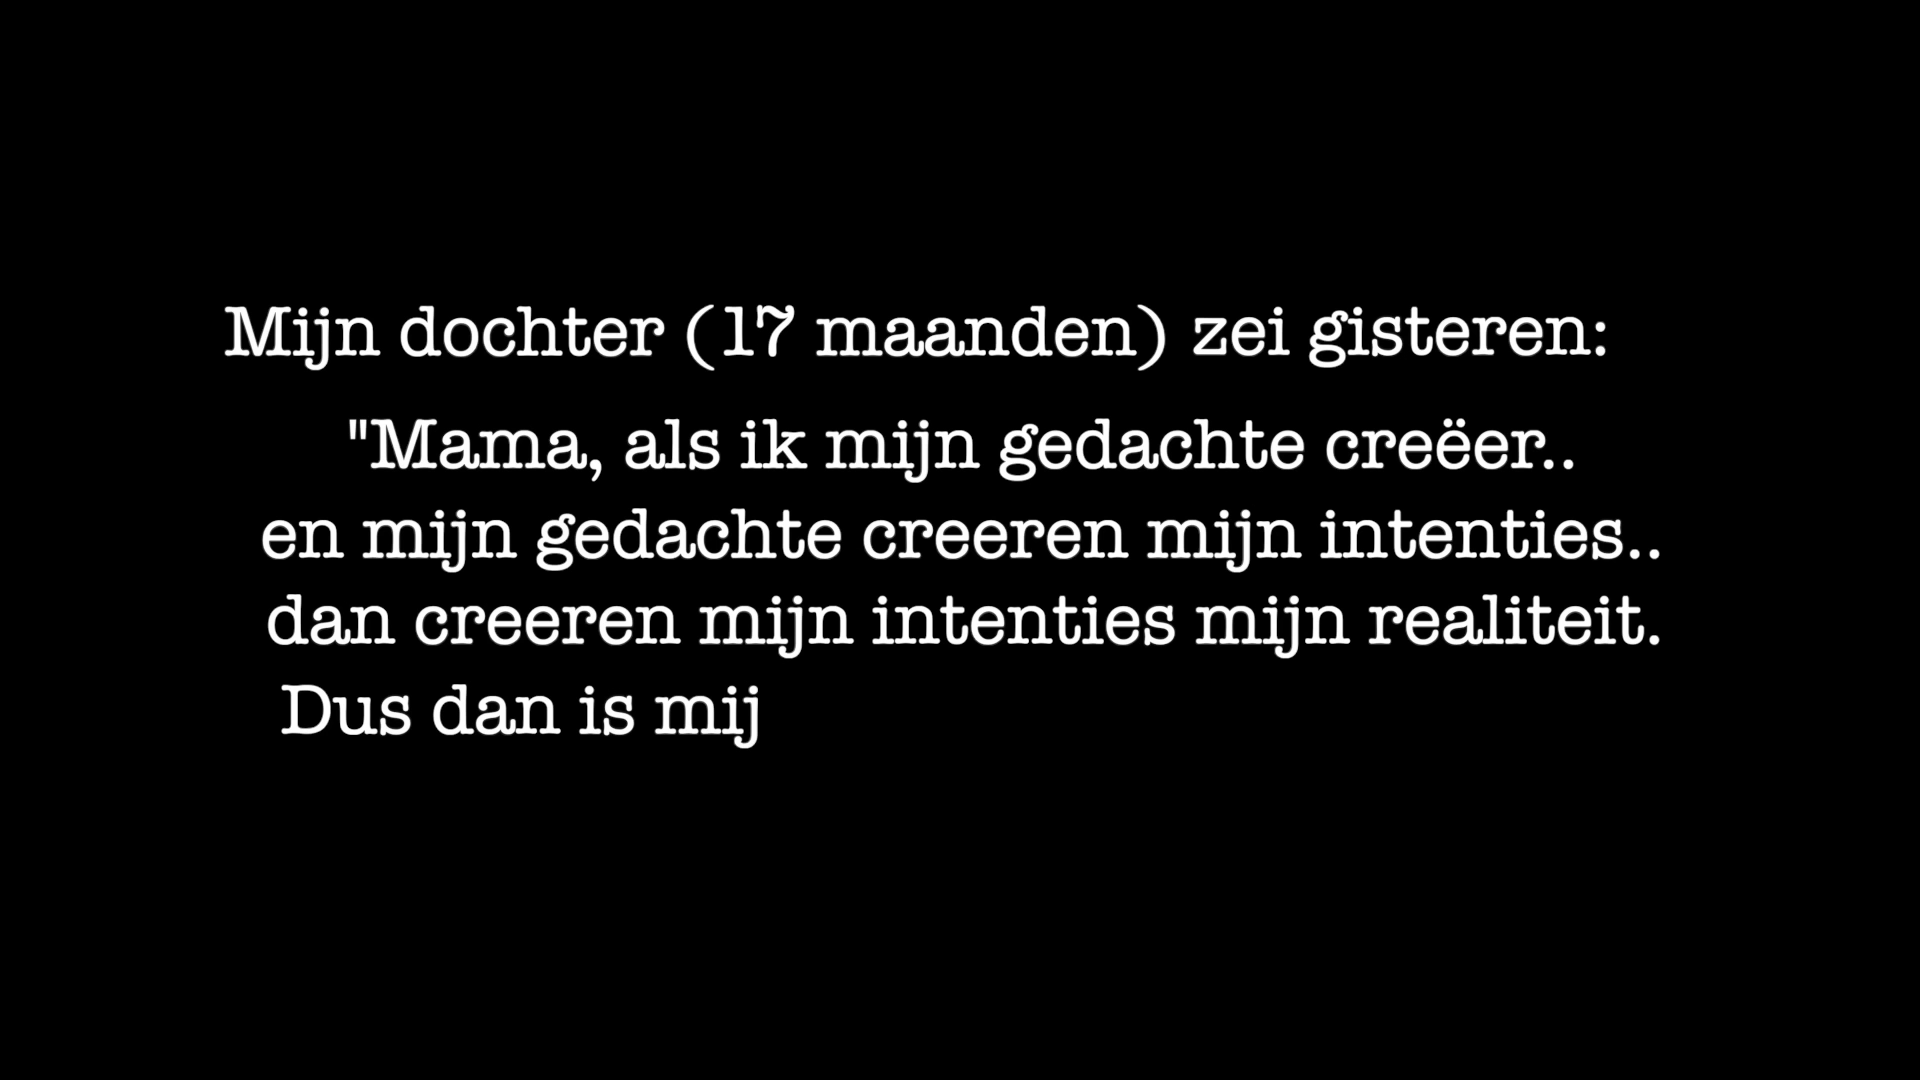 Mijn dochter (17 maanden) zei gisteren:
"Mama, als ik mijn gedachte creëer..
en mijn gedachte creeren mijn intenties..
dan creeren mijn intenties mijn realiteit.
Dus dan is mij